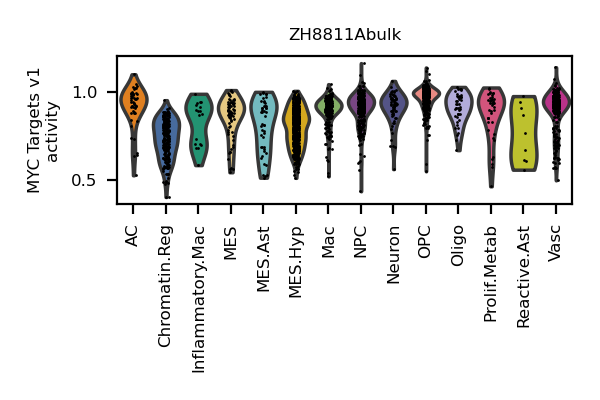 ZH8811Abulk
MYC Targets v1
activity
1.0
0.5
AC
Chromatin.Reg
Inflammatory.Mac
MES
MES.Ast
MES.Hyp
Mac
NPC
Neuron
OPC
Oligo
Prolif.Metab
Reactive.Ast
Vasc